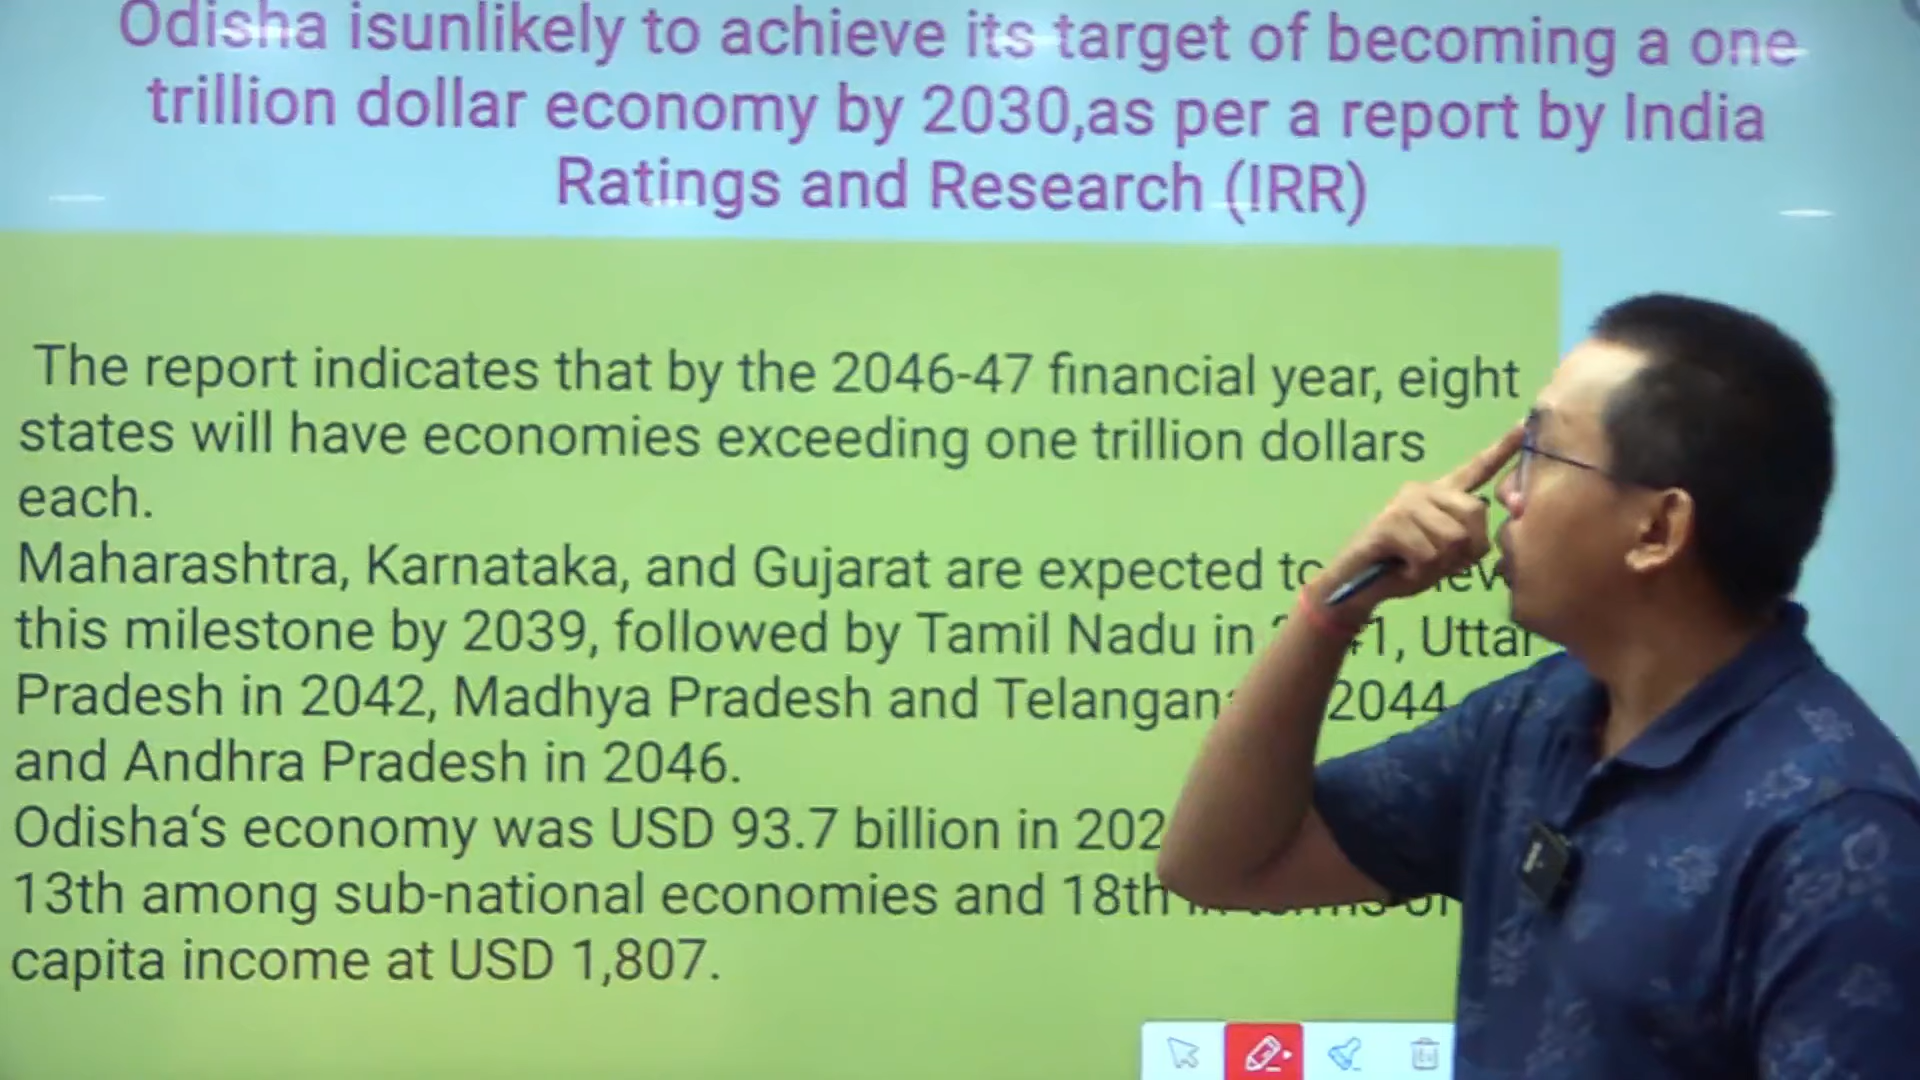 Odisha isunlikely to achieve its target of becoming a one
trillion dollar economy by 2030,as per a report by India
Ratings and Research (IRR)
The report indicates that by the 2046-47 financial year, eight
states will have economies exceeding one trillion dollars
each.
Maharashtra, Karnataka, and Gujarat are expected to
this milestone by 2039, followed by Tamil Nadu in Uttar
Pradesh in 2042, Madhya Pradesh and 2044
and Andhra Pradesh in 2046.
Odisha‘s economy was USD 93.7 billion in
13th among sub-national economies and 18th
capita income at USD 1,807.